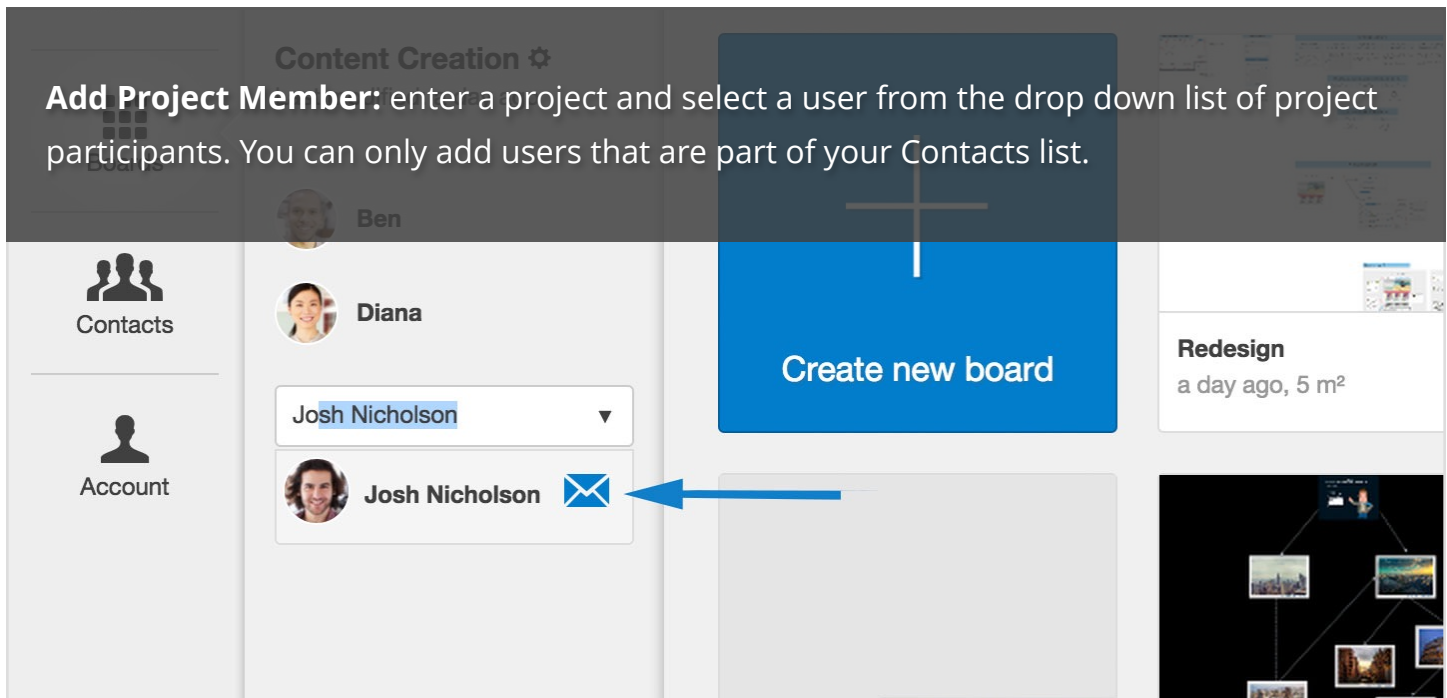 Content Creation
Add Project Member: enter a project and select a user from the drop down list of project
participants. You can only add users that are part of your Contacts list.
Boards
Ben
Contacts
Diana
Create new board
Redesign
a day ago, 5 m²
Josh Nicholson
Account
Josh Nicholson